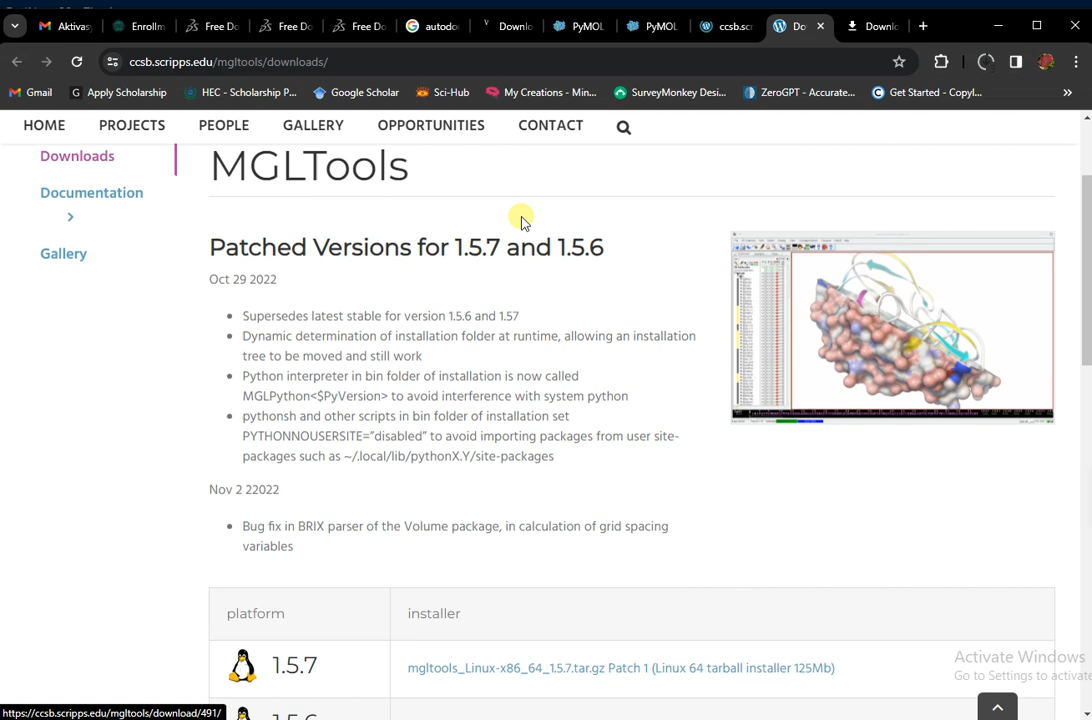 Aktivas
Enrollm
Free Do
Free Do
Free Do
autodo
Downlo
PyMOL
PyMOL
ccsb.scr
Do
Downlo
ccsb.scripps.edu/mgltools/downloads/
Gmail
Apply Scholarship
HEC - Scholarship P...
Google Scholar
Sci-Hub
My Creations - Min...
SurveyMonkey Desi...
ZeroGPT - Accurate...
Get Started - Copyl...
HOME PROJECTS PEOPLE GALLERY OPPORTUNITIES CONTACT
Downloads
Documentation
Gallery
MGLTools
Patched Versions for 1.5.7 and 1.5.6
Oct 29 2022
Supersedes latest stable for version 1.5.6 and 1.57
Dynamic determination of installation folder at runtime, allowing an installation
tree to be moved and still work
Python interpreter in bin folder of installation is now called
MGLPython<$PyVersion> to avoid interference with system python
pythonsh and other scripts in bin folder of installation set
PYTHONNOUSERSITE="disabled" to avoid importing packages from user site-
packages such as ~/.local/lib/pythonX.Y/site-packages
Nov 2 22022
Bug fix in BRIX parser of the Volume package, in calculation of grid spacing
variables
platform installer
1.5.7 mgltools_Linux-x86_64_1.5.7.tar.gz Patch 1 (Linux 64 tarball installer 125Mb)
Activate Windows
Go to Settings to activate
https://ccsb.scripps.edu/mgltools/download/491/
1.5.6